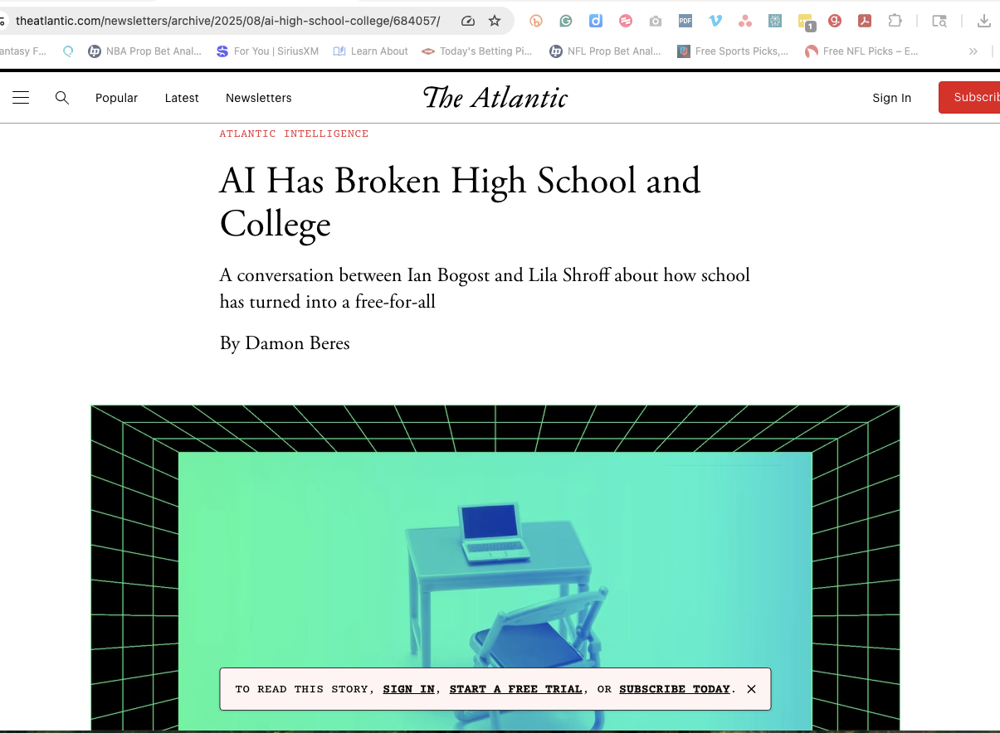 theatlantic.com/newsletters/archive/2025/08/ai-high-school-college/684057/
PDF
1
antasy F...
NBA Prop Bet Anal...
For You | SiriusXM
Learn About
Today's Betting Pi...
NFL Prop Bet Anal...
Free Sports Picks,...
Free NFL Picks – E...
Popular
Latest
Newsletters
The Atlantic
Sign In
Subscrib
ATLANTIC INTELLIGENCE
AI Has Broken High School and
College
A conversation between Ian Bogost and Lila Shroff about how school
has turned into a free-for-all
By Damon Beres
TO READ THIS STORY, SIGN IN, START A FREE TRIAL, OR SUBSCRIBE TODAY.